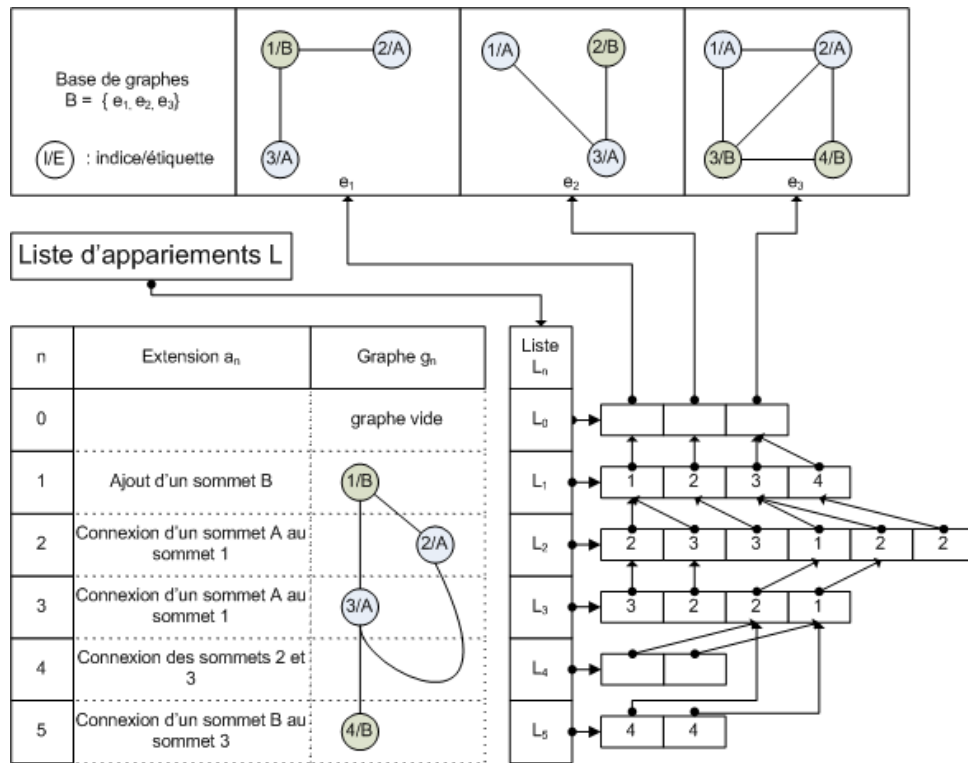 Base de graphes
B = { e1, e2, e3}
I/E : indice/étiquette
1/B 2/A
3/A
e1
1/A 2/B
3/A
e2
1/A 2/A
3/B 4/B
e3
Liste d'appariements L
n Extension an Graphe gn
0 graphe vide
1 Ajout d'un sommet B 1/B
2 Connexion d'un sommet A au
sommet 1 2/A
3 Connexion d'un sommet A au
sommet 1 3/A
4 Connexion des sommets 2 et
3
5 Connexion d'un sommet B au
sommet 3 4/B
Liste
Ln
L0
L1 1 2 3 4
L2 2 3 3 1 2 2
L3 3 2 2 1
L4
L5 4 4